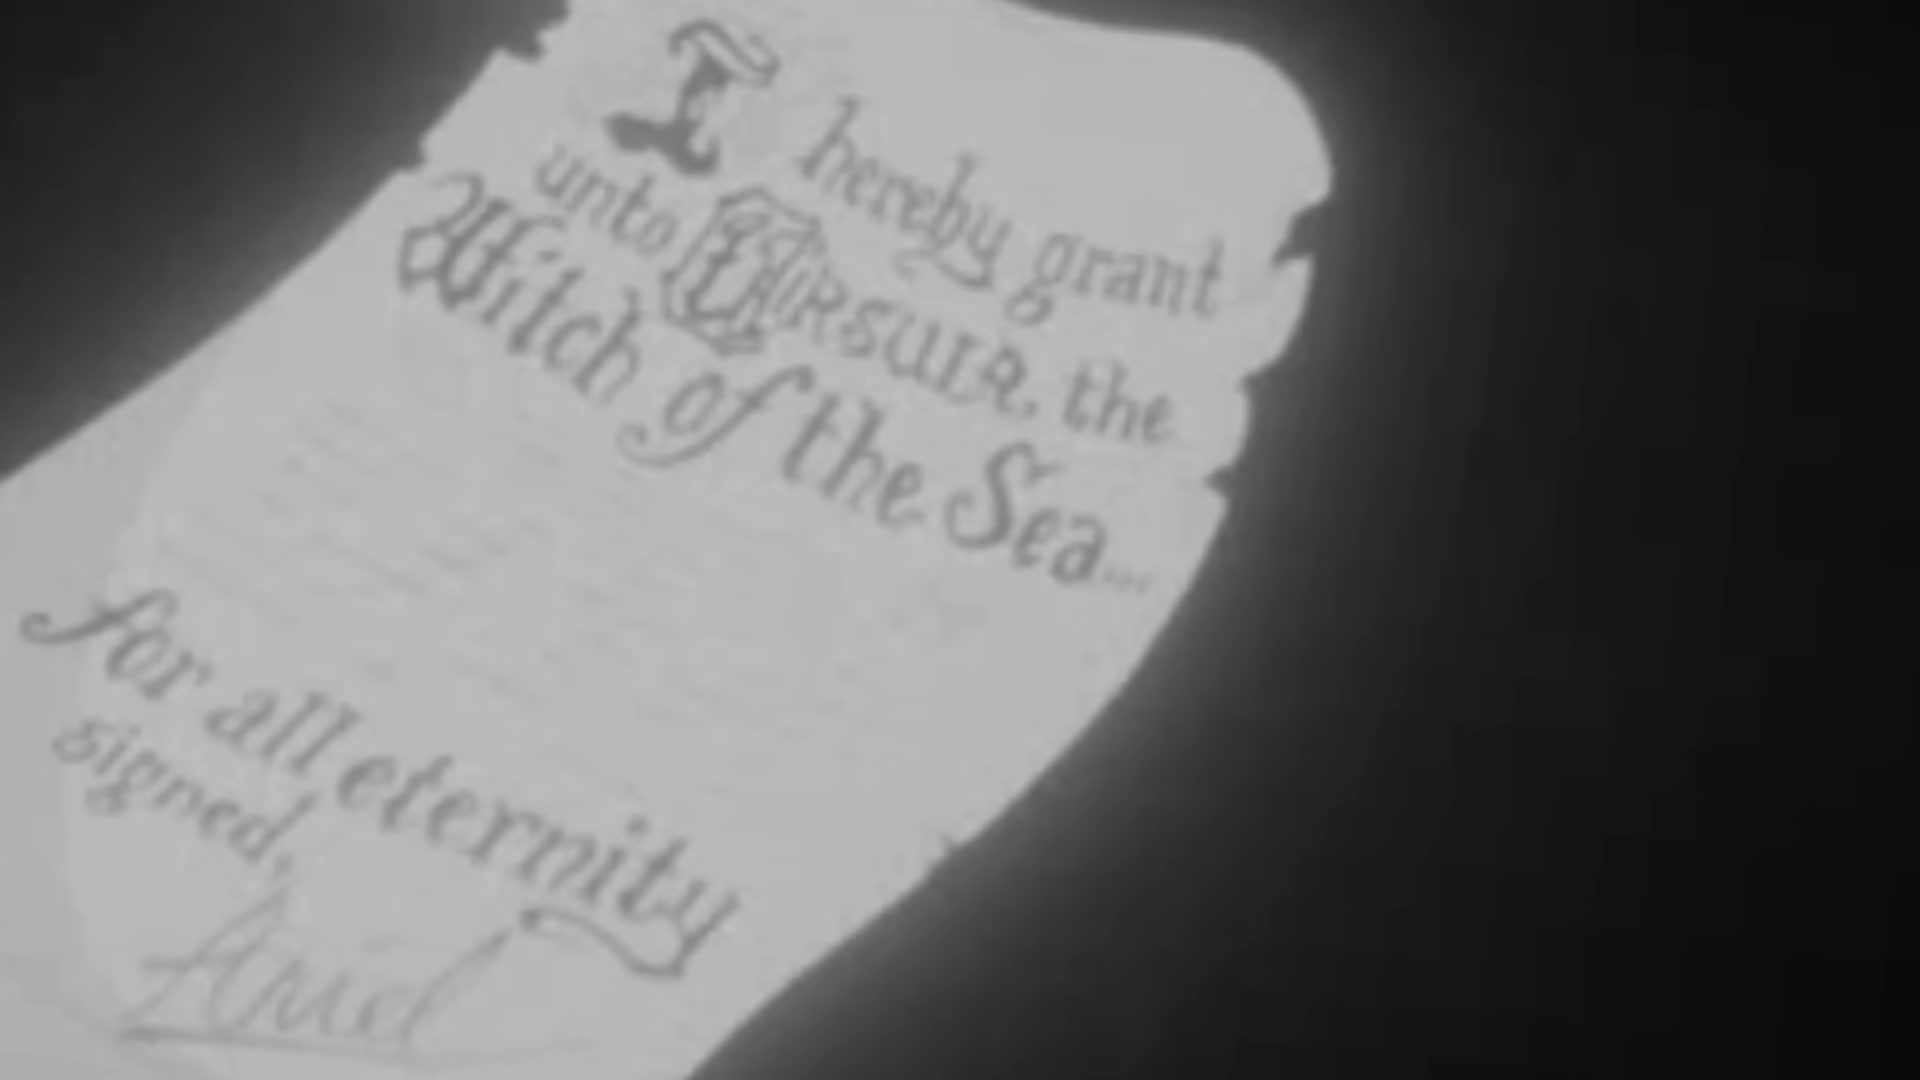 I hereby grant
unto Ursula, the
Witch of the Sea...
for all eternity
signed,
Ariel